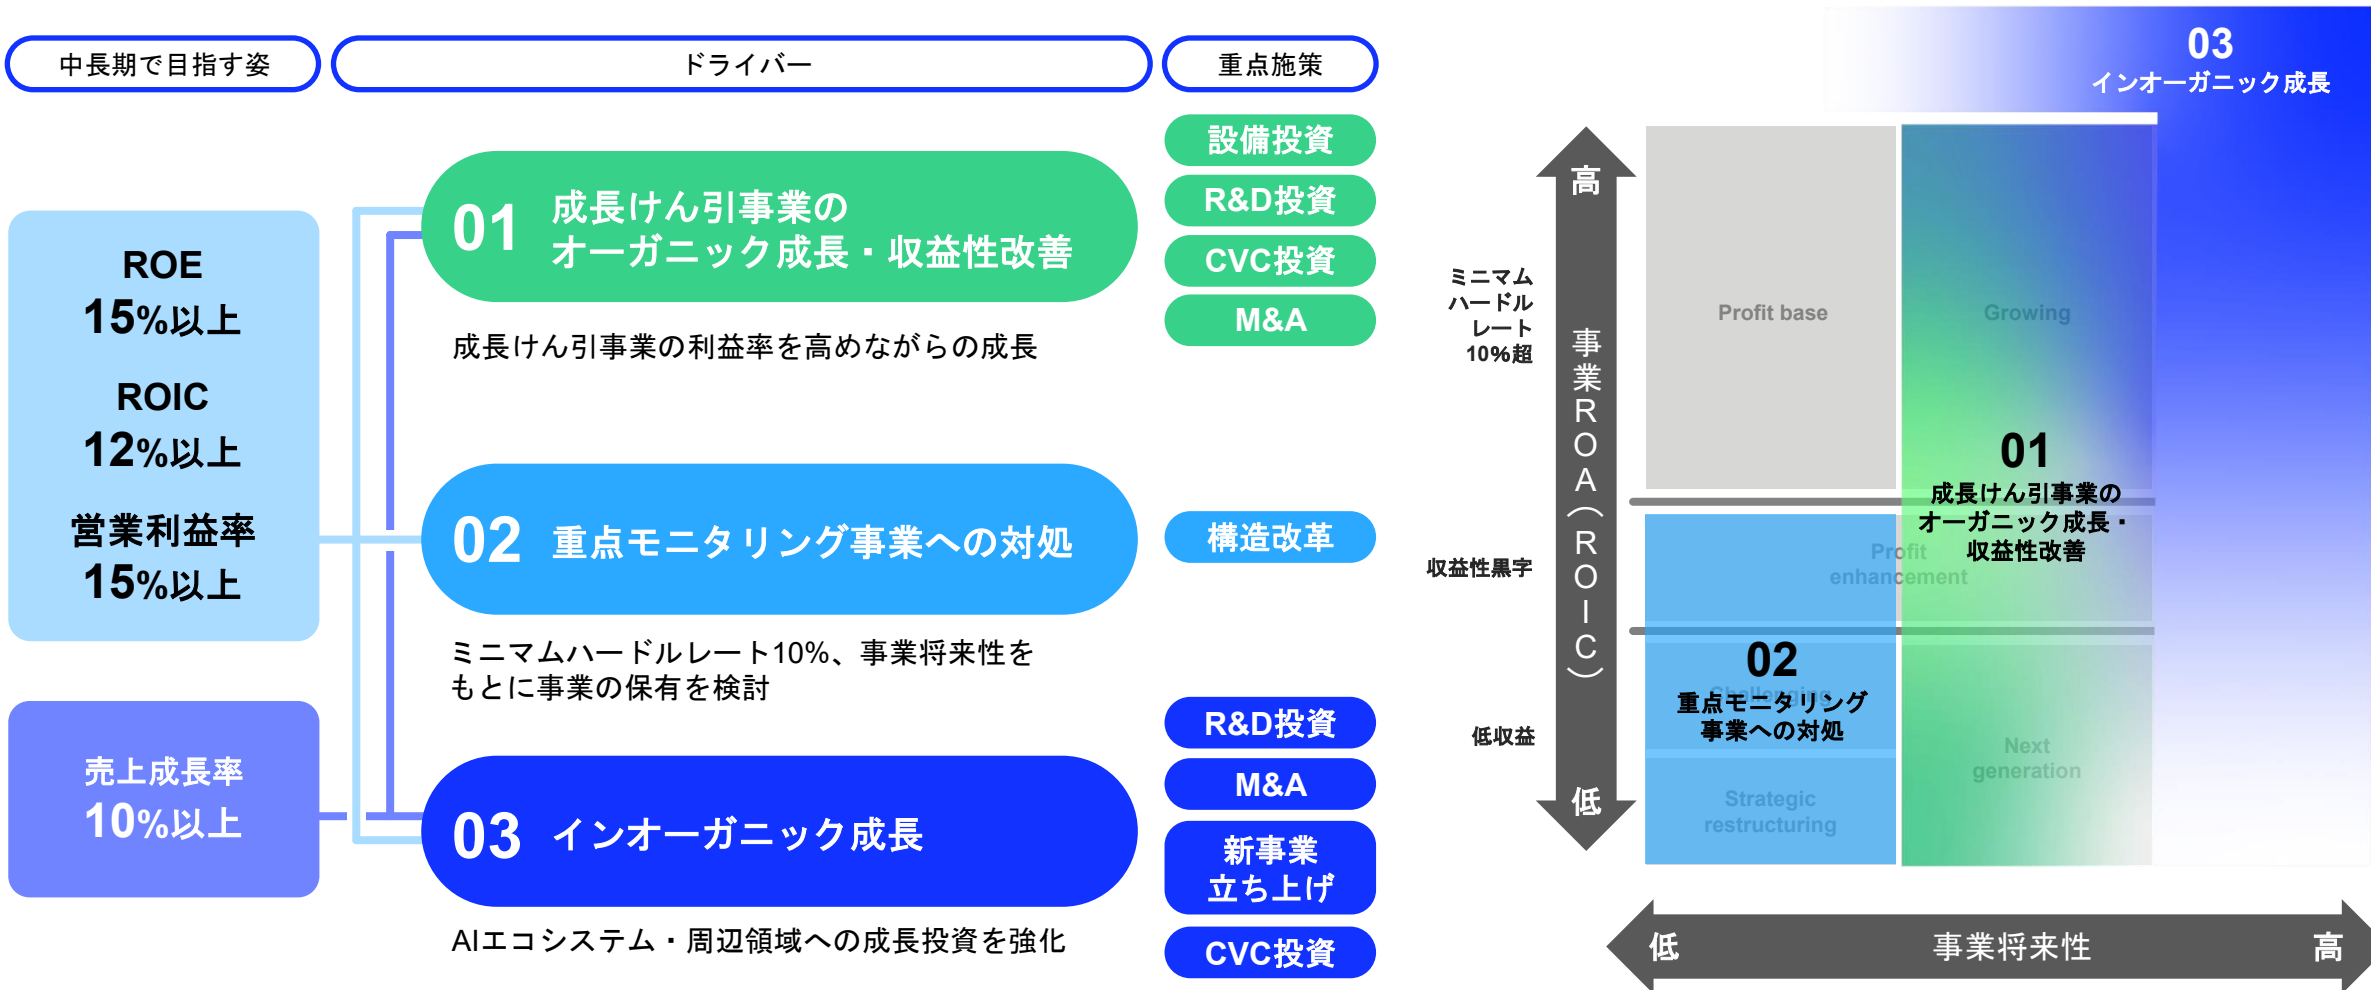 中長期で目指す姿
ドライバー
重点施策
ROE
15%以上
ROIC
12%以上
営業利益率
15%以上
売上成長率
10%以上
01
成長けん引事業の
オーガニック成長・収益性改善
成長けん引事業の利益率を高めながらの成長
設備投資
R&D投資
CVC投資
M&A
02
重点モニタリング事業への対処
ミニマムハードルレート10%、事業将来性を
もとに事業の保有を検討
構造改革
03
インオーガニック成長
AIエコシステム・周辺領域への成長投資を強化
R&D投資
M&A
新事業
立ち上げ
CVC投資
03
インオーガニック成長
高
事業ROA(ROIC)
低
ミニマム
ハードル
レート
10%超
収益性黒字
低収益
Profit base
Growing
01
成長けん引事業の
オーガニック成長・
収益性改善
Profit
enhancement
02
Challenging
重点モニタリング
事業への対処
Next
generation
Strategic
restructuring
低
事業将来性
高